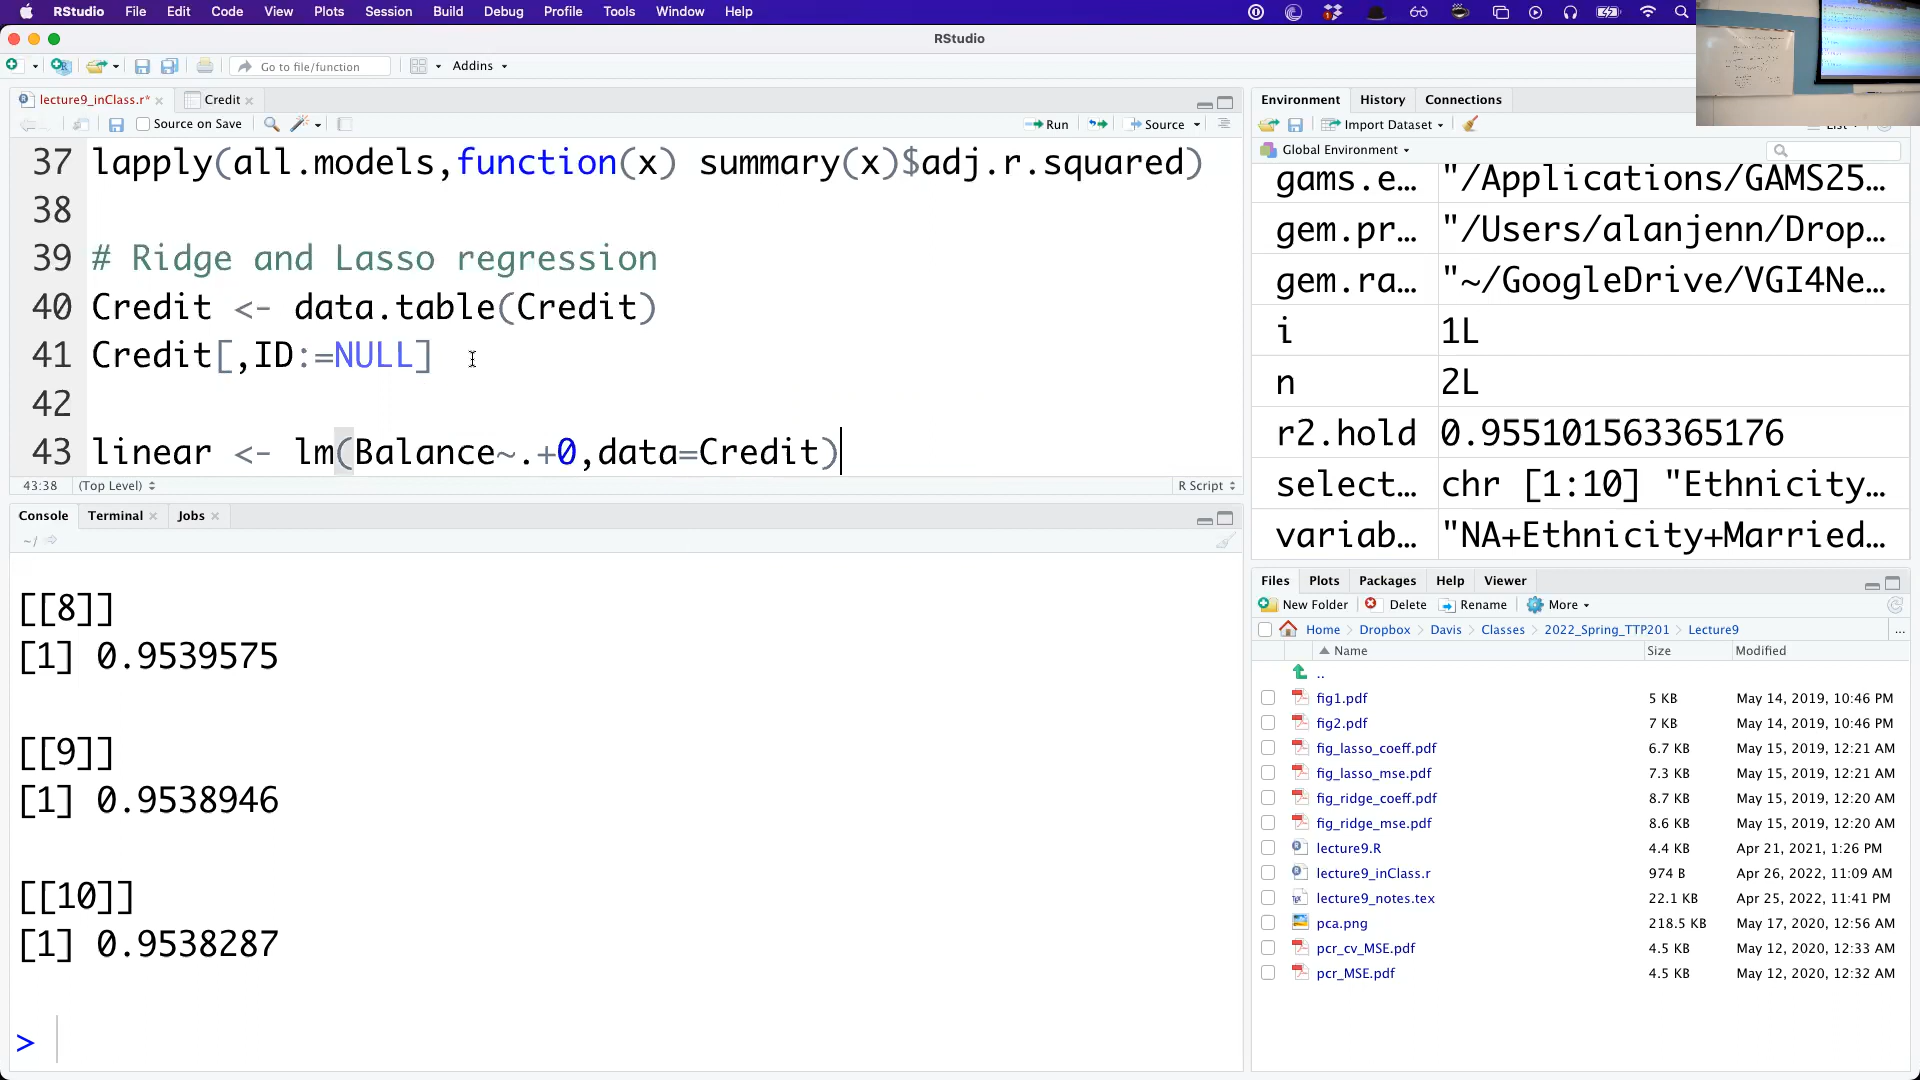 RStudio File Edit Code View Plots Session Build Debug Profile Tools Window Help
RStudio
Go to file/function Addins
lecture9_inClass.r* Credit
Source on Save Run Source
37 lapply(all.models,function(x) summary(x)$adj.r.squared)
38
39 # Ridge and Lasso regression
40 Credit <- data.table(Credit)
41 Credit[,ID:=NULL]
42
43 linear <- lm(Balance~.+0,data=Credit)
43:38 (Top Level) R Script
Console Terminal Jobs
~/
[[8]]
[1] 0.9539575
[[9]]
[1] 0.9538946
[[10]]
[1] 0.9538287
>
Environment History Connections
Import Dataset List
Global Environment
gams.e… "/Applications/GAMS25…
gem.pr… "/Users/alanjenn/Drop…
gem.ra… "~/GoogleDrive/VGI4Ne…
i 1L
n 2L
r2.hold 0.955101563365176
select… chr [1:10] "Ethnicity…
variab… "NA+Ethnicity+Married…
Files Plots Packages Help Viewer
New Folder Delete Rename More
Home Dropbox Davis Classes 2022_Spring_TTP201 Lecture9 ...
Name Size Modified
..
fig1.pdf 5 KB May 14, 2019, 10:46 PM
fig2.pdf 7 KB May 14, 2019, 10:46 PM
fig_lasso_coeff.pdf 6.7 KB May 15, 2019, 12:21 AM
fig_lasso_mse.pdf 7.3 KB May 15, 2019, 12:21 AM
fig_ridge_coeff.pdf 8.7 KB May 15, 2019, 12:20 AM
fig_ridge_mse.pdf 8.6 KB May 15, 2019, 12:20 AM
lecture9.R 4.4 KB Apr 21, 2021, 1:26 PM
lecture9_inClass.r 974 B Apr 26, 2022, 11:09 AM
lecture9_notes.tex 22.1 KB Apr 25, 2022, 11:41 PM
pca.png 218.5 KB May 17, 2020, 12:56 AM
pcr_cv_MSE.pdf 4.5 KB May 12, 2020, 12:33 AM
pcr_MSE.pdf 4.5 KB May 12, 2020, 12:32 AM